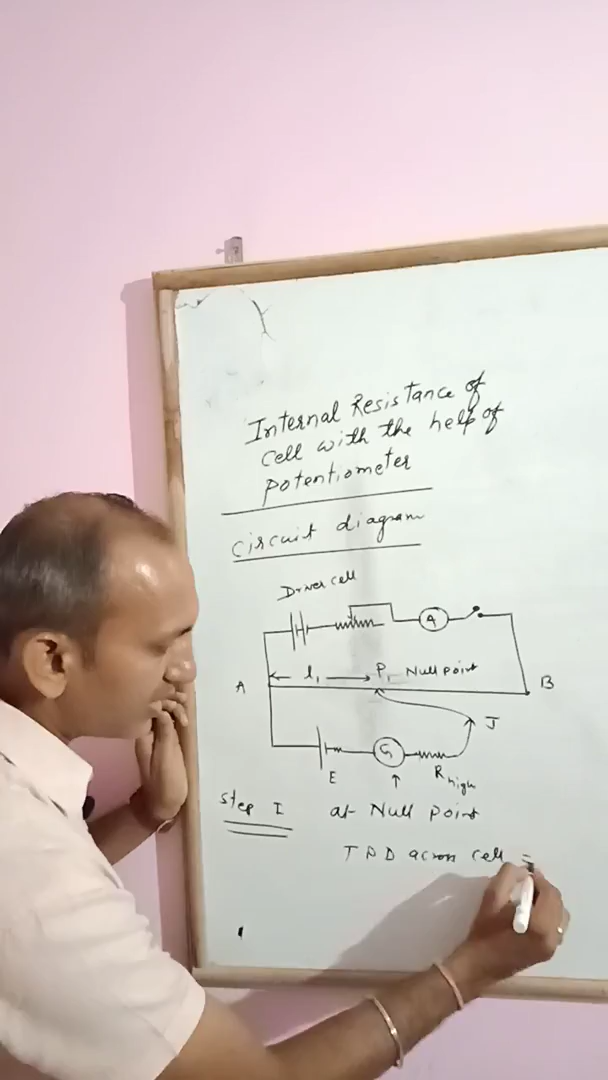 Internal Resistance of
Cell with the help of
Potentiometer
circuit diagram
Driver cell
A
A l1 P1 Null point B
J
E G R high
Step I at Null Point
T P D across cell =